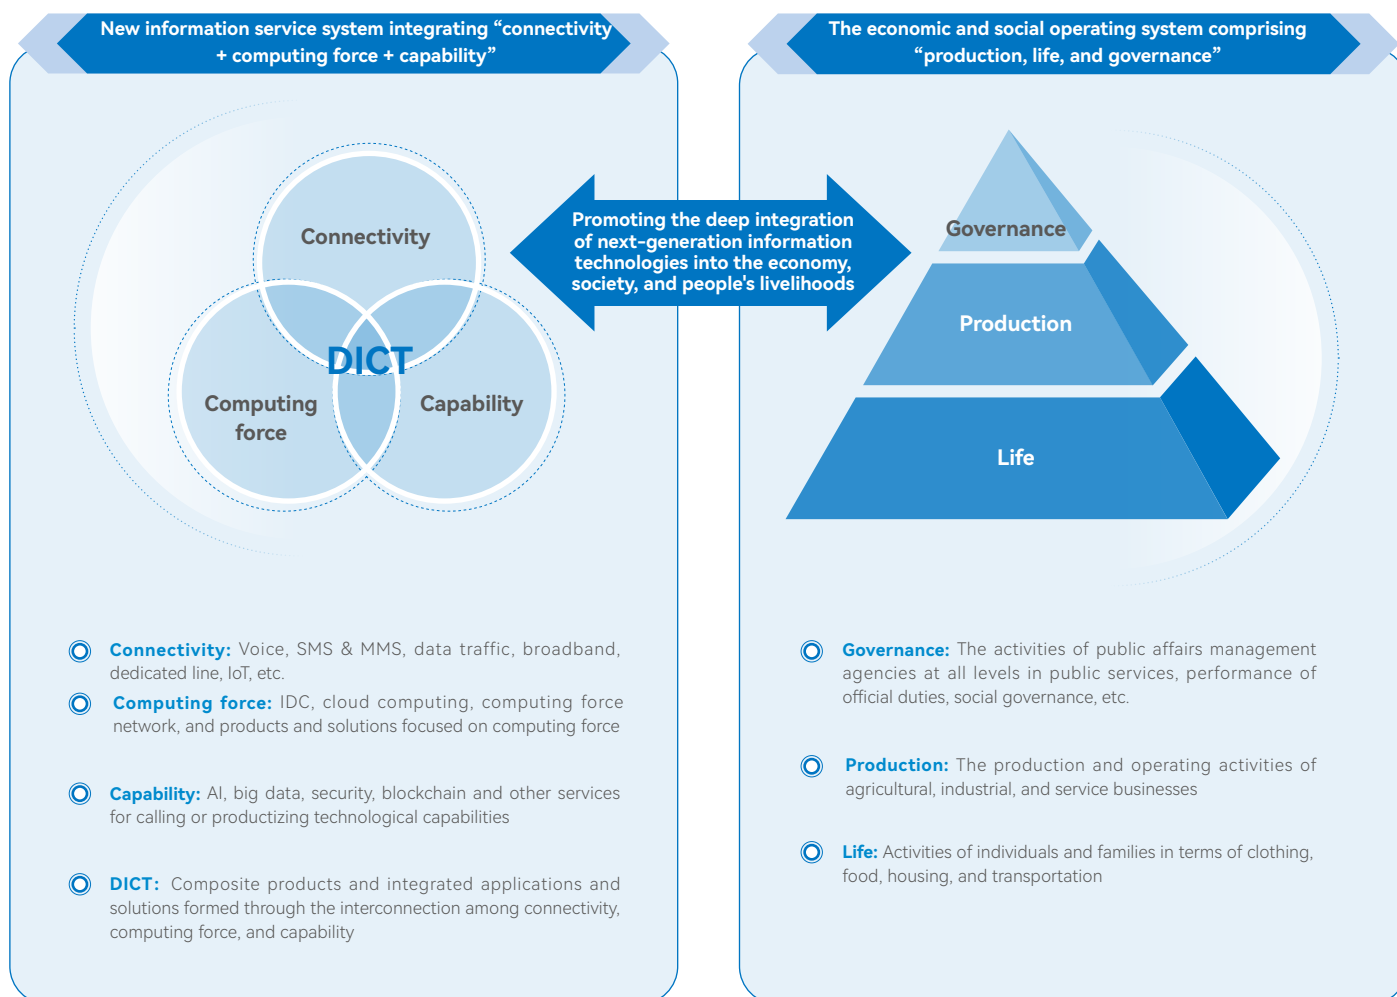 New information service system integrating “connectivity
+ computing force + capability”
Connectivity
Computing
force
Capability
DICT
Connectivity: Voice, SMS & MMS, data traffic, broadband,
dedicated line, IoT, etc.
Computing force: IDC, cloud computing, computing force
network, and products and solutions focused on computing force
Capability: AI, big data, security, blockchain and other services
for calling or productizing technological capabilities
DICT: Composite products and integrated applications and
solutions formed through the interconnection among connectivity,
computing force, and capability
Promoting the deep integration
of next-generation information
technologies into the economy,
society, and people's livelihoods
The economic and social operating system comprising
“production, life, and governance”
Governance
Production
Life
Governance: The activities of public affairs management
agencies at all levels in public services, performance of
official duties, social governance, etc.
Production: The production and operating activities of
agricultural, industrial, and service businesses
Life: Activities of individuals and families in terms of clothing,
food, housing, and transportation